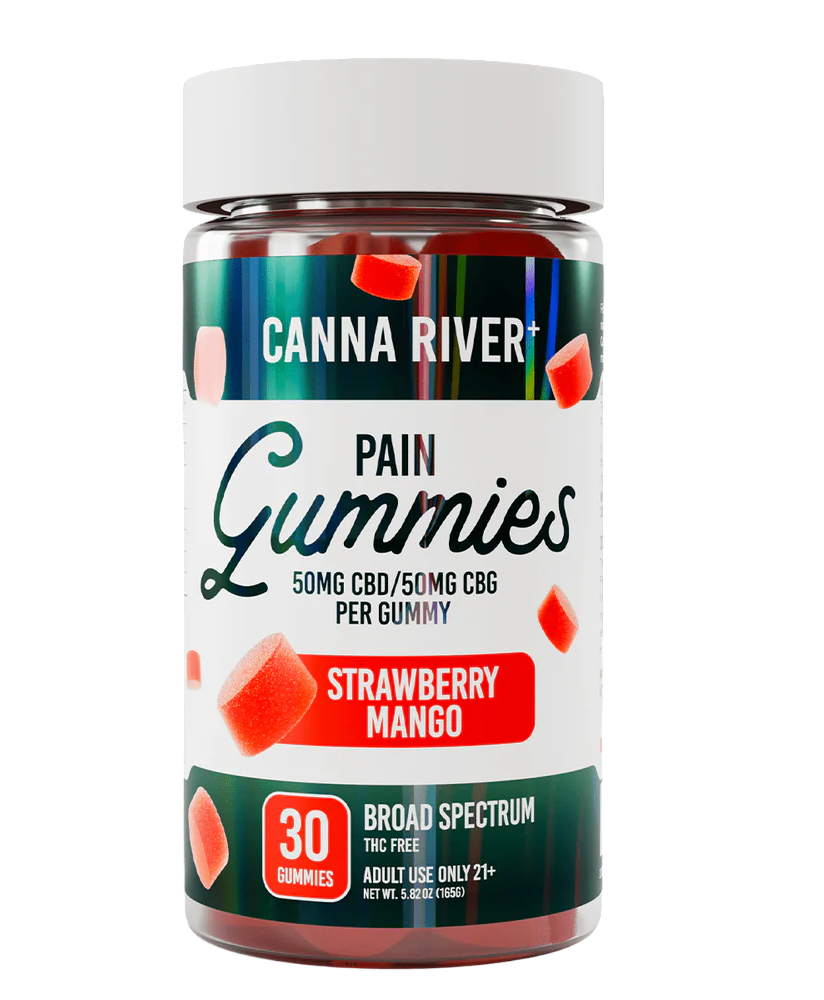 CANNA RIVER+
PAIN
Gummies
50MG CBD/50MG CBG
PER GUMMY
STRAWBERRY
MANGO
30
GUMMIES
BROAD SPECTRUM
THC FREE
ADULT USE ONLY 21+
NET WT. 5.82 OZ (165G)